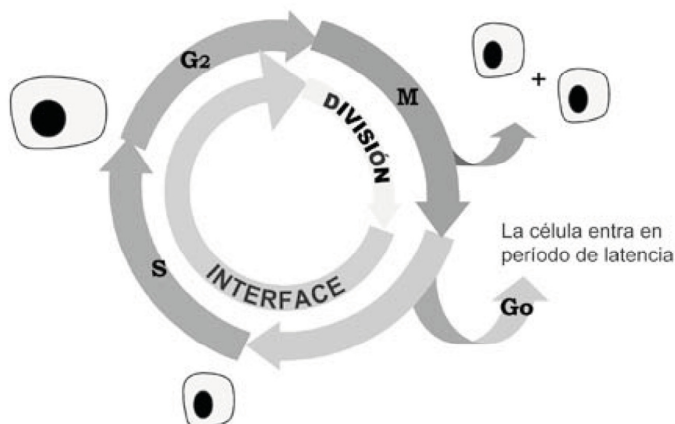 G2
M
+
DIVISIÓN
La célula entra en
período de latencia
S
INTERFACE
Go